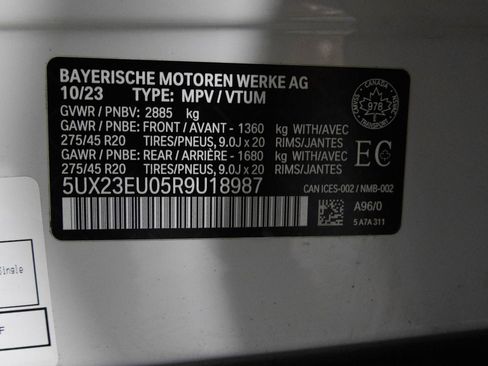 BAYERISCHE MOTOREN WERKE AG
10/23 TYPE: MPV / VTUM
GVWR / PNBV: 2885 kg
GAWR / PNBE: FRONT / AVANT - 1360 kg WITH/AVEC
275/45 R20 TIRES/PNEUS, 9.0J x 20 RIMS/JANTES
GAWR / PNBE: REAR / ARRIÈRE - 1680 kg WITH/AVEC
275/45 R20 TIRES/PNEUS, 9.0J x 20 RIMS/JANTES
5UX23EU05R9U18987
CANADA
978
TRANSPORT
EC
CAN ICES-002 / NMB-002
A96/0
5 A7A 311
Single
F